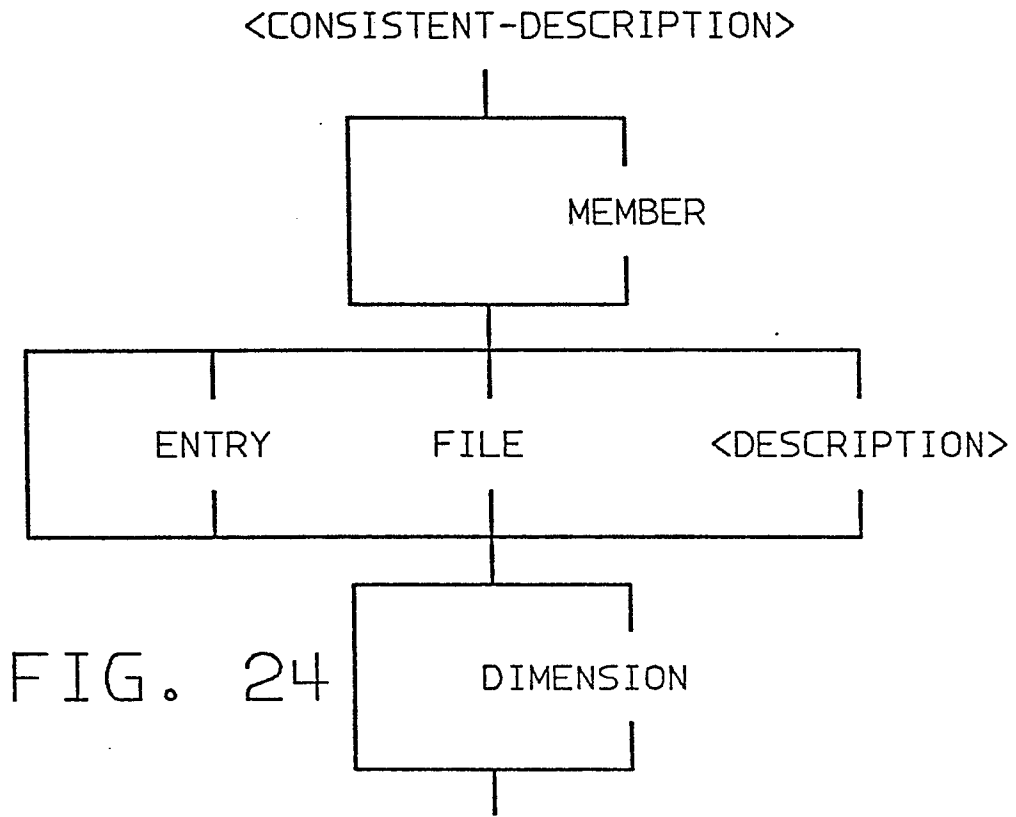 <CONSISTENT-DESCRIPTION>
MEMBER
ENTRY FILE <DESCRIPTION>
FIG. 24
DIMENSION